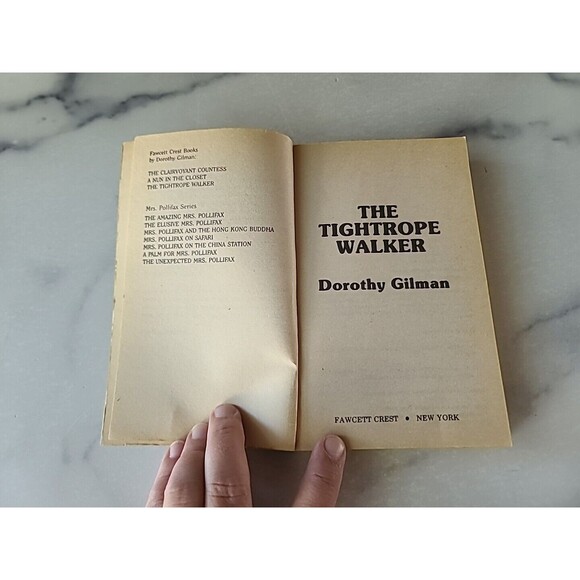 Fawcett Crest Books
by Dorothy Gilman:
THE CLAIRVOYANT COUNTESS
A NUN IN THE CLOSET
THE TIGHTROPE WALKER
Mrs. Pollifax Series
THE AMAZING MRS. POLLIFAX
THE ELUSIVE MRS. POLLIFAX
MRS. POLLIFAX AND THE HONG KONG BUDDHA
MRS. POLLIFAX ON SAFARI
MRS. POLLIFAX ON THE CHINA STATION
A PALM FOR MRS. POLLIFAX
THE UNEXPECTED MRS. POLLIFAX
THE
TIGHTROPE
WALKER
Dorothy Gilman
FAWCETT CREST • NEW YORK